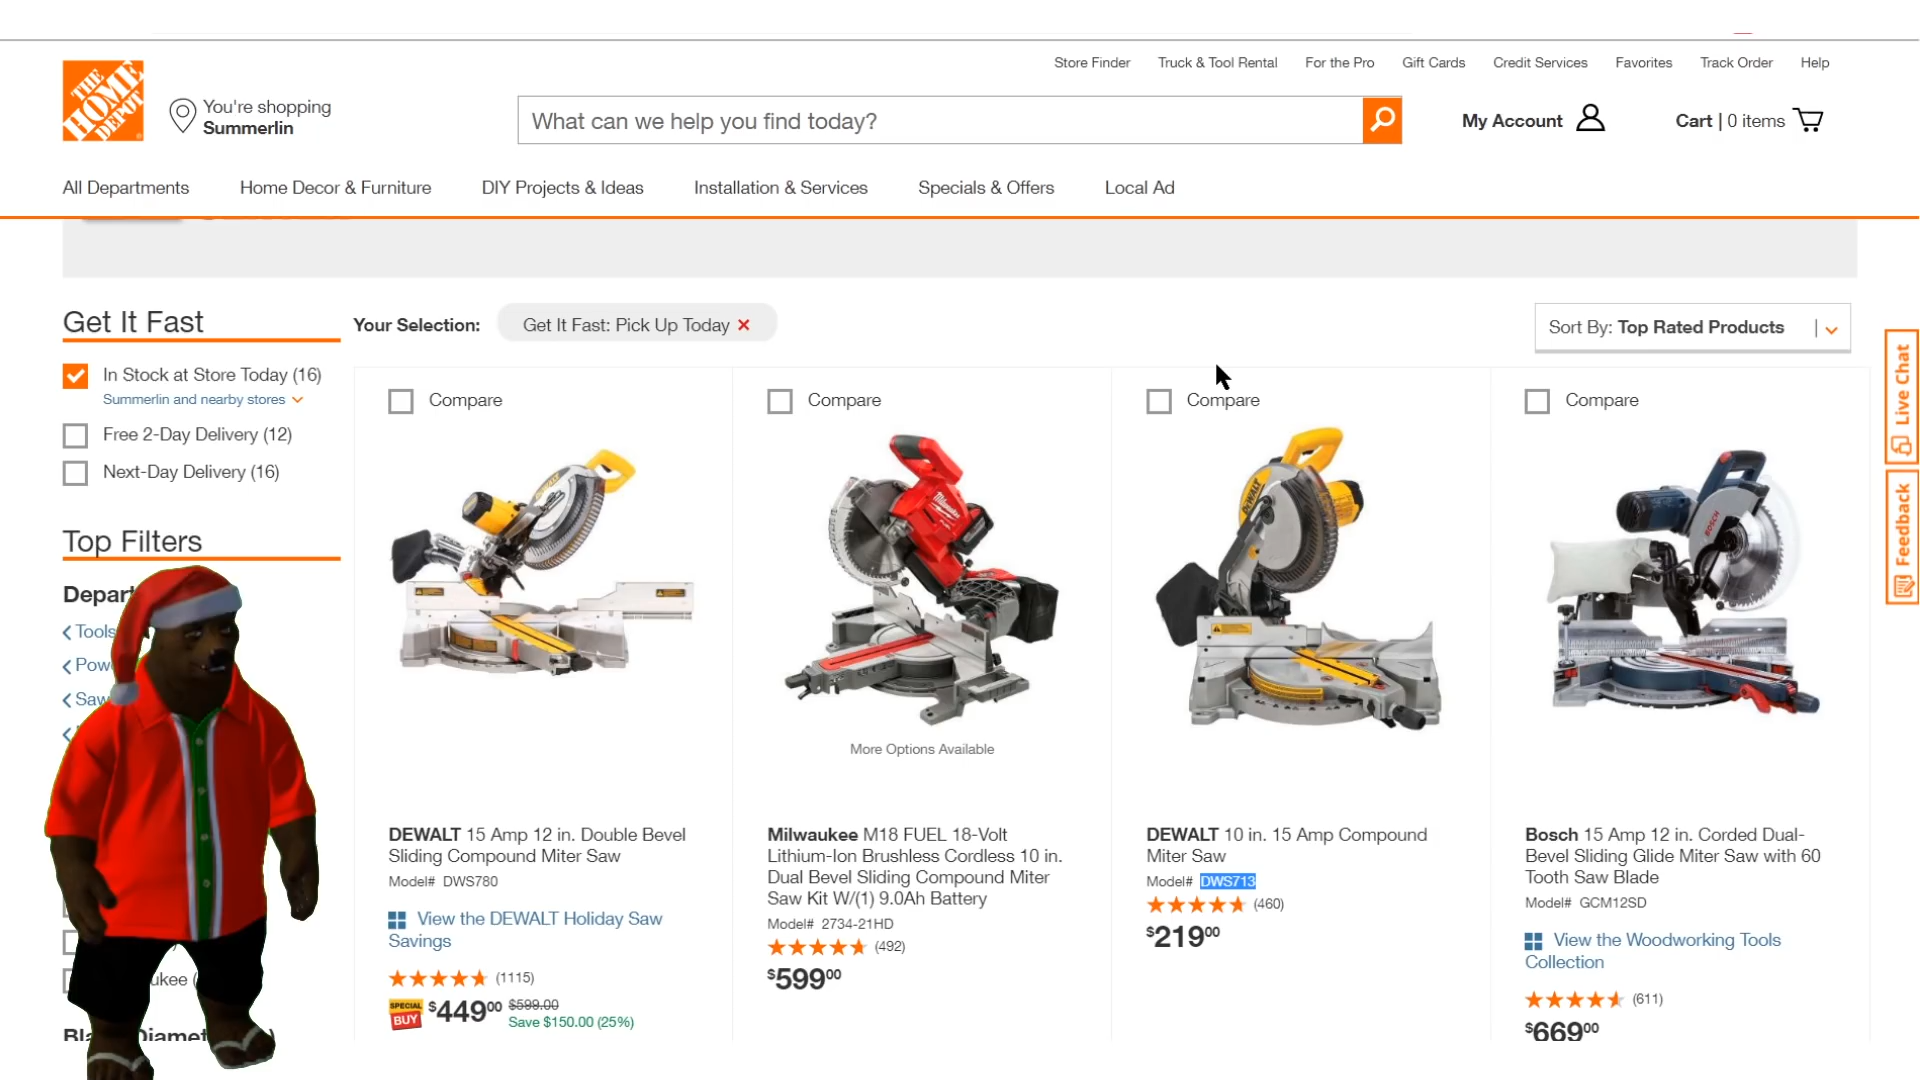 Store Finder
Truck & Tool Rental
For the Pro
Gift Cards
Credit Services
Favorites
Track Order
Help
THE
HOME
DEPOT
You're shopping
Summerlin
What can we help you find today?
My Account
Cart | 0 items
All Departments
Home Decor & Furniture
DIY Projects & Ideas
Installation & Services
Specials & Offers
Local Ad
Get It Fast
In Stock at Store Today (16)
Summerlin and nearby stores
Free 2-Day Delivery (12)
Next-Day Delivery (16)
Top Filters
Your Selection:
Get It Fast: Pick Up Today
Sort By: Top Rated Products
Compare
DEWALT 15 Amp 12 in. Double Bevel
Sliding Compound Miter Saw
Model# DWS780
View the DEWALT Holiday Saw
Savings
(1115)
SPECIAL
BUY
$449 00 $599.00
Save $150.00 (25%)
Compare
Milwaukee
More Options Available
Milwaukee M18 FUEL 18-Volt
Lithium-Ion Brushless Cordless 10 in.
Dual Bevel Sliding Compound Miter
Saw Kit W/(1) 9.0Ah Battery
Model# 2734-21HD
(492)
$599 00
Compare
DEWALT
DEWALT 10 in. 15 Amp Compound
Miter Saw
Model# DWS713
(460)
$219 00
Compare
BOSCH
Bosch 15 Amp 12 in. Corded Dual-
Bevel Sliding Glide Miter Saw with 60
Tooth Saw Blade
Model# GCM12SD
View the Woodworking Tools
Collection
(611)
$669 00
Live Chat
Feedback